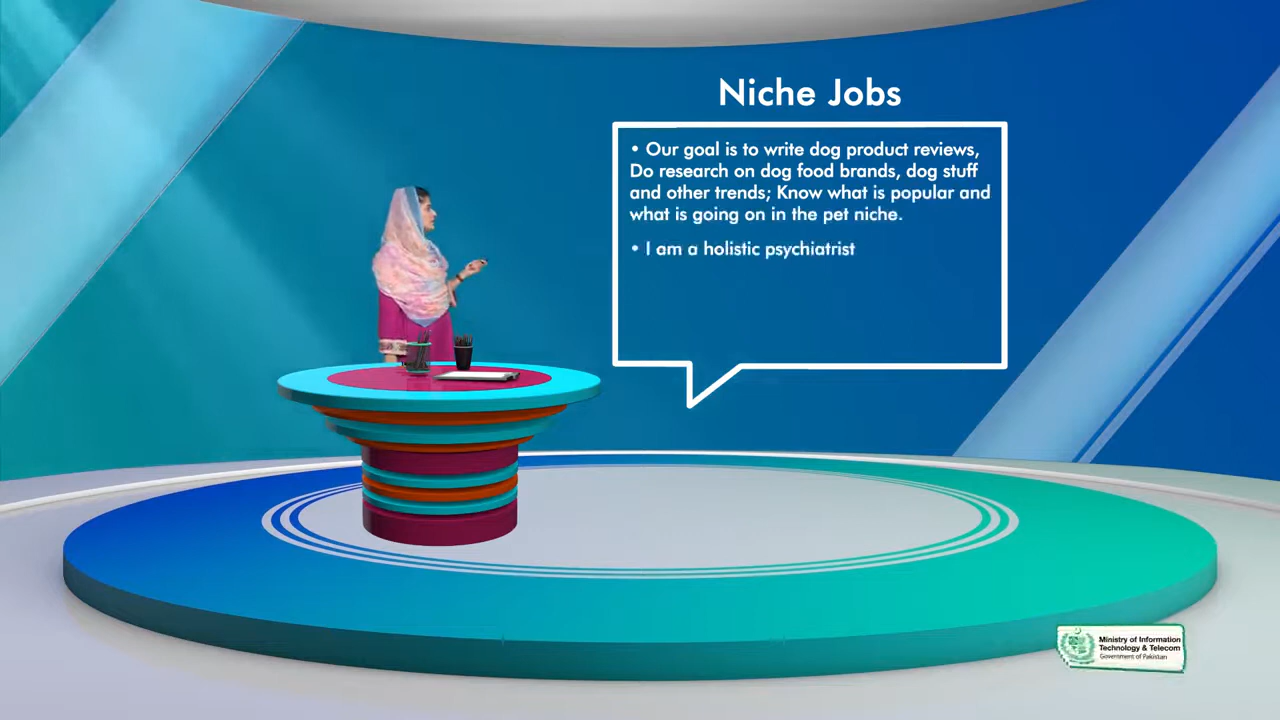 Niche Jobs
• Our goal is to write dog product reviews,
Do research on dog food brands, dog stuff
and other trends; Know what is popular and
what is going on in the pet niche.
• I am a holistic psychiatrist
Ministry of Information
Technology & Telecom
Government of Pakistan